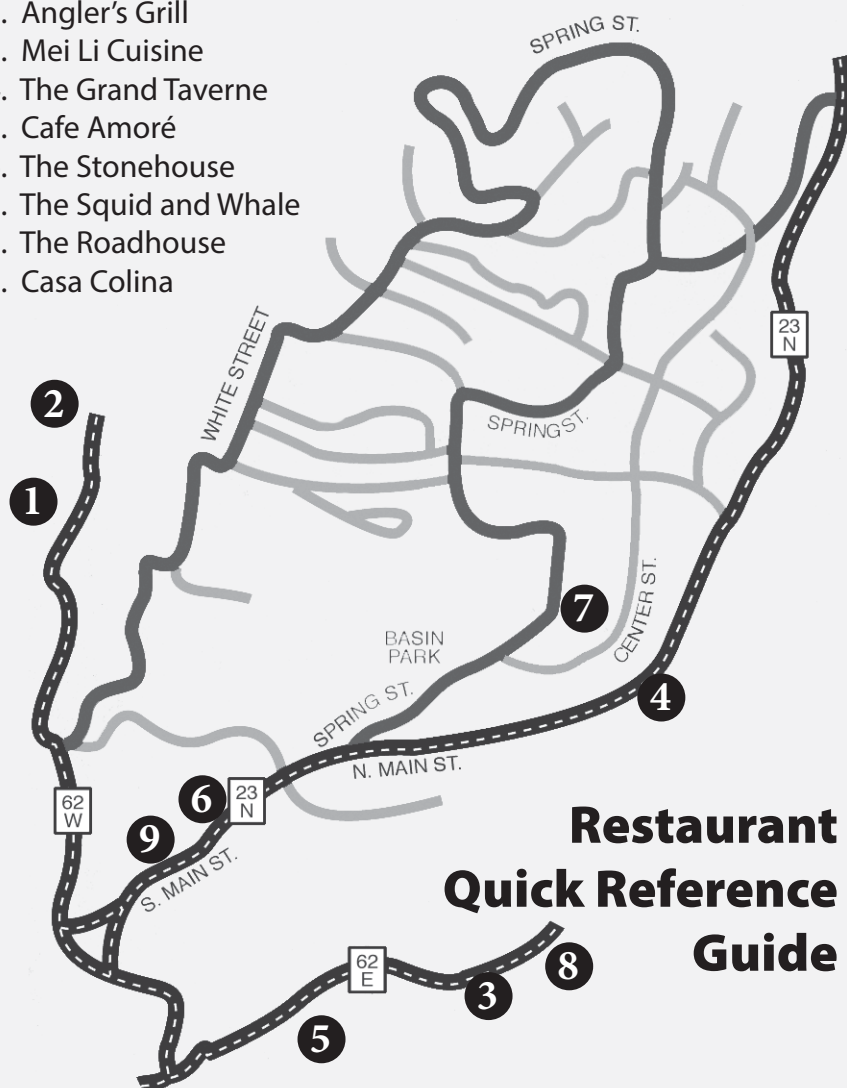 . Angler's Grill
. Mei Li Cuisine
. The Grand Taverne
. Cafe Amoré
. The Stonehouse
. The Squid and Whale
. The Roadhouse
. Casa Colina
SPRING ST.
23
N
WHITE STREET
2
SPRING ST.
1
CENTER ST.
7
BASIN
PARK
4
SPRING ST.
N. MAIN ST.
62
W
6
23
N
9
S. MAIN ST.
Restaurant
Quick Reference
Guide
62
E
8
3
5